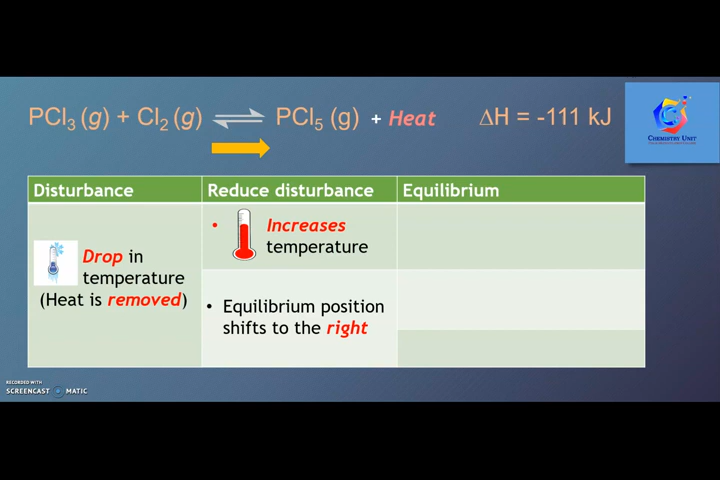 PCl₃ (g) + Cl₂ (g) ⇌ PCl₅ (g) + Heat ΔH = -111 kJ
CHEMISTRY UNIT
Disturbance Reduce disturbance Equilibrium
Drop in
temperature
(Heat is removed)
• Increases
temperature
• Equilibrium position
shifts to the right
RECORDED WITH
SCREENCAST MATIC